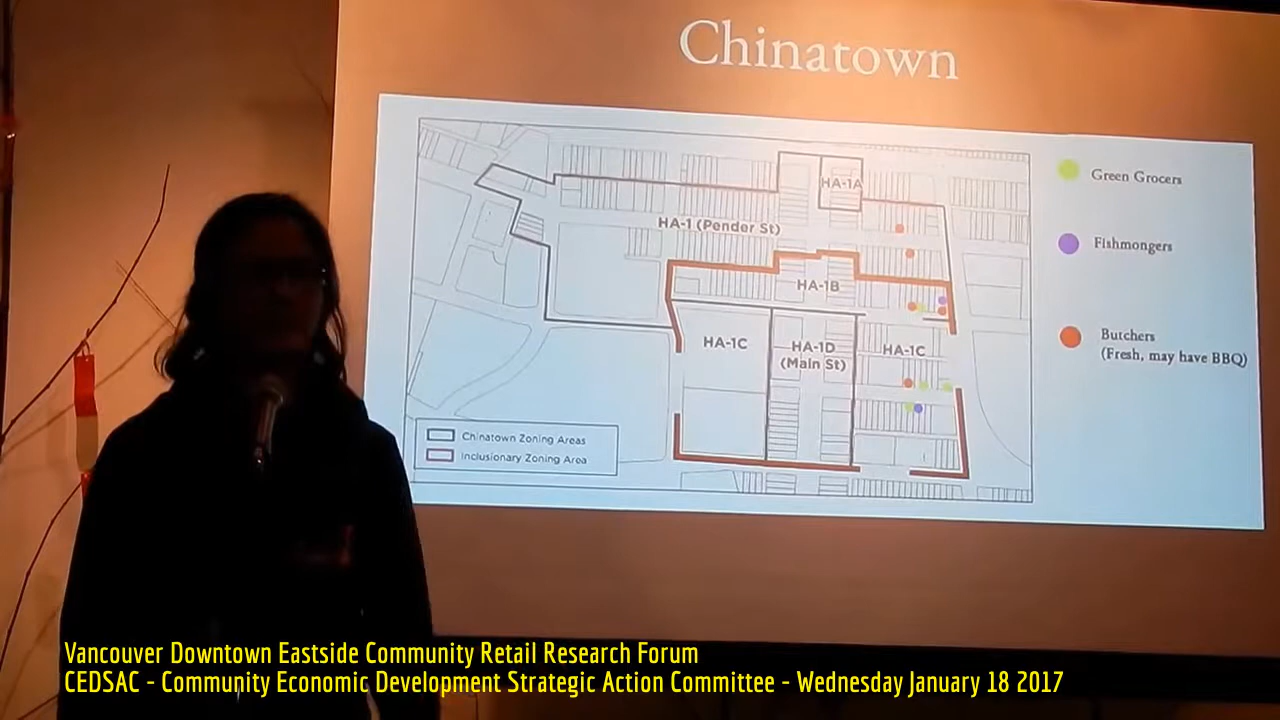 Chinatown
HA-1A
HA-1 (Pender St)
HA-1B
HA-1C
HA-1D
(Main St)
HA-1C
Chinatown Zoning Areas
Inclusionary Zoning Area
Green Grocers
Fishmongers
Butchers
(Fresh, may have BBQ)
Vancouver Downtown Eastside Community Retail Research Forum
CEDSAC - Community Economic Development Strategic Action Committee - Wednesday January 18 2017